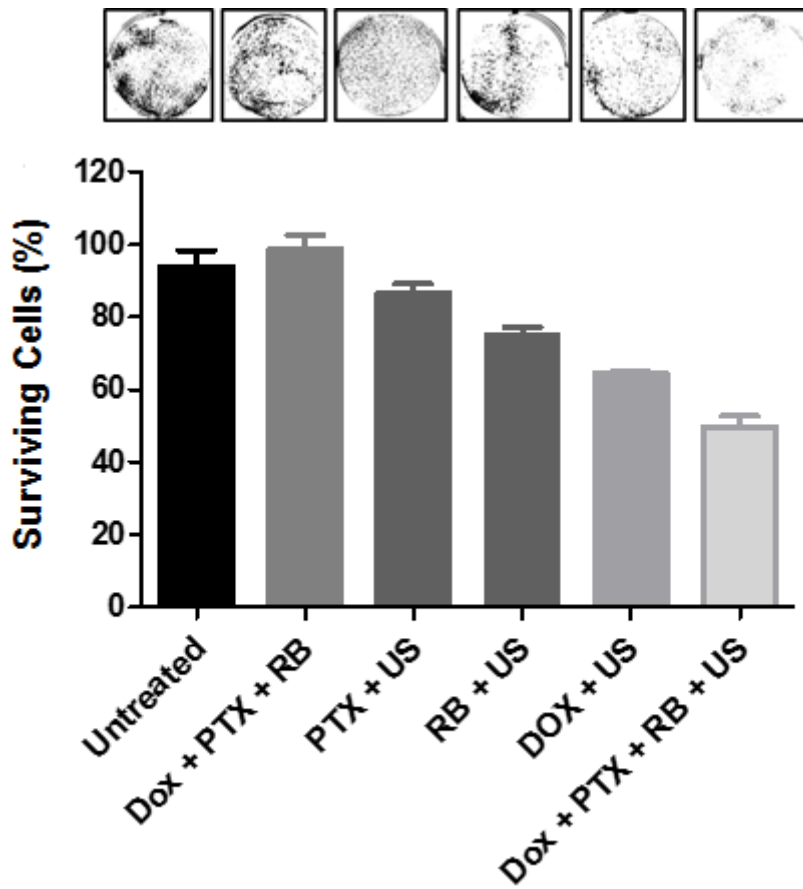 120
100
80
60
40
20
0
Surviving Cells (%)
Untreated
Dox + PTX + RB
PTX + US
RB + US
DOX + US
Dox + PTX + RB + US